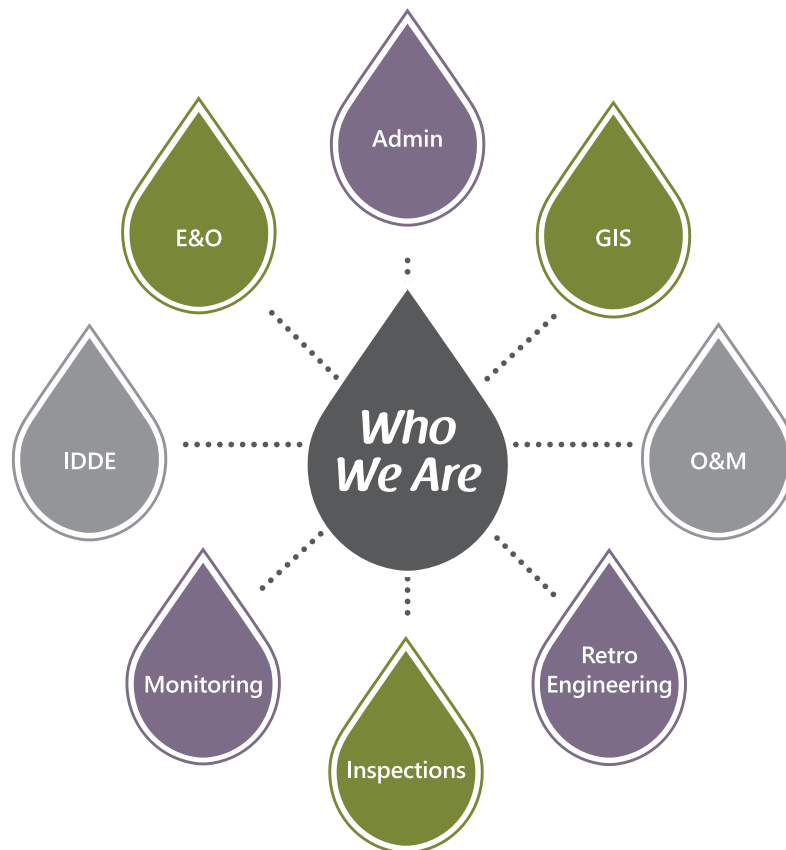 Admin
E&O
GIS
Who
We Are
IDDE
O&M
Monitoring
Retro
Engineering
Inspections